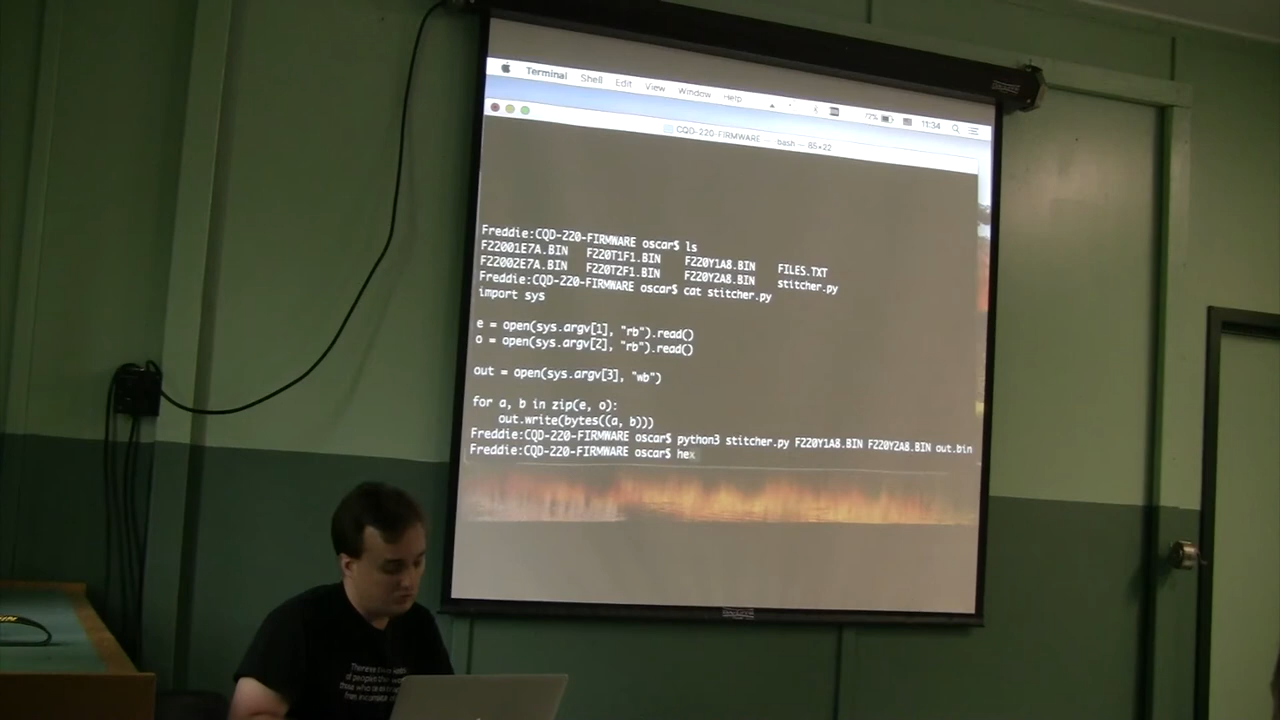 Terminal Shell Edit View Window Help 11:34
CQD-220-FIRMWARE — -bash — 85×22
Freddie:CQD-220-FIRMWARE oscar$ ls
F22001E7A.BIN F220T1F1.BIN F220Y1A8.BIN FILES.TXT
F22002E7A.BIN F220T2F1.BIN F220Y2A8.BIN stitcher.py
Freddie:CQD-220-FIRMWARE oscar$ cat stitcher.py
import sys
e = open(sys.argv[1], "rb").read()
o = open(sys.argv[2], "rb").read()
out = open(sys.argv[3], "wb")
for a, b in zip(e, o):
out.write(bytes((a, b)))
Freddie:CQD-220-FIRMWARE oscar$ python3 stitcher.py F220Y1A8.BIN F220Y2A8.BIN out.bin
Freddie:CQD-220-FIRMWARE oscar$ hex
of people